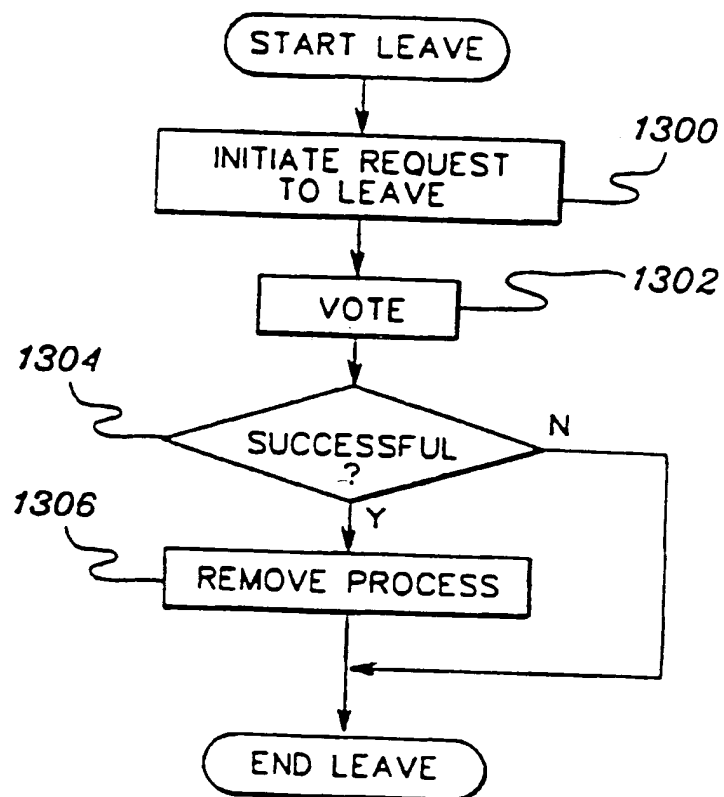 START LEAVE
INITIATE REQUEST
TO LEAVE
1300
VOTE
1302
1304
SUCCESSFUL
?
N
Y
1306
REMOVE PROCESS
END LEAVE